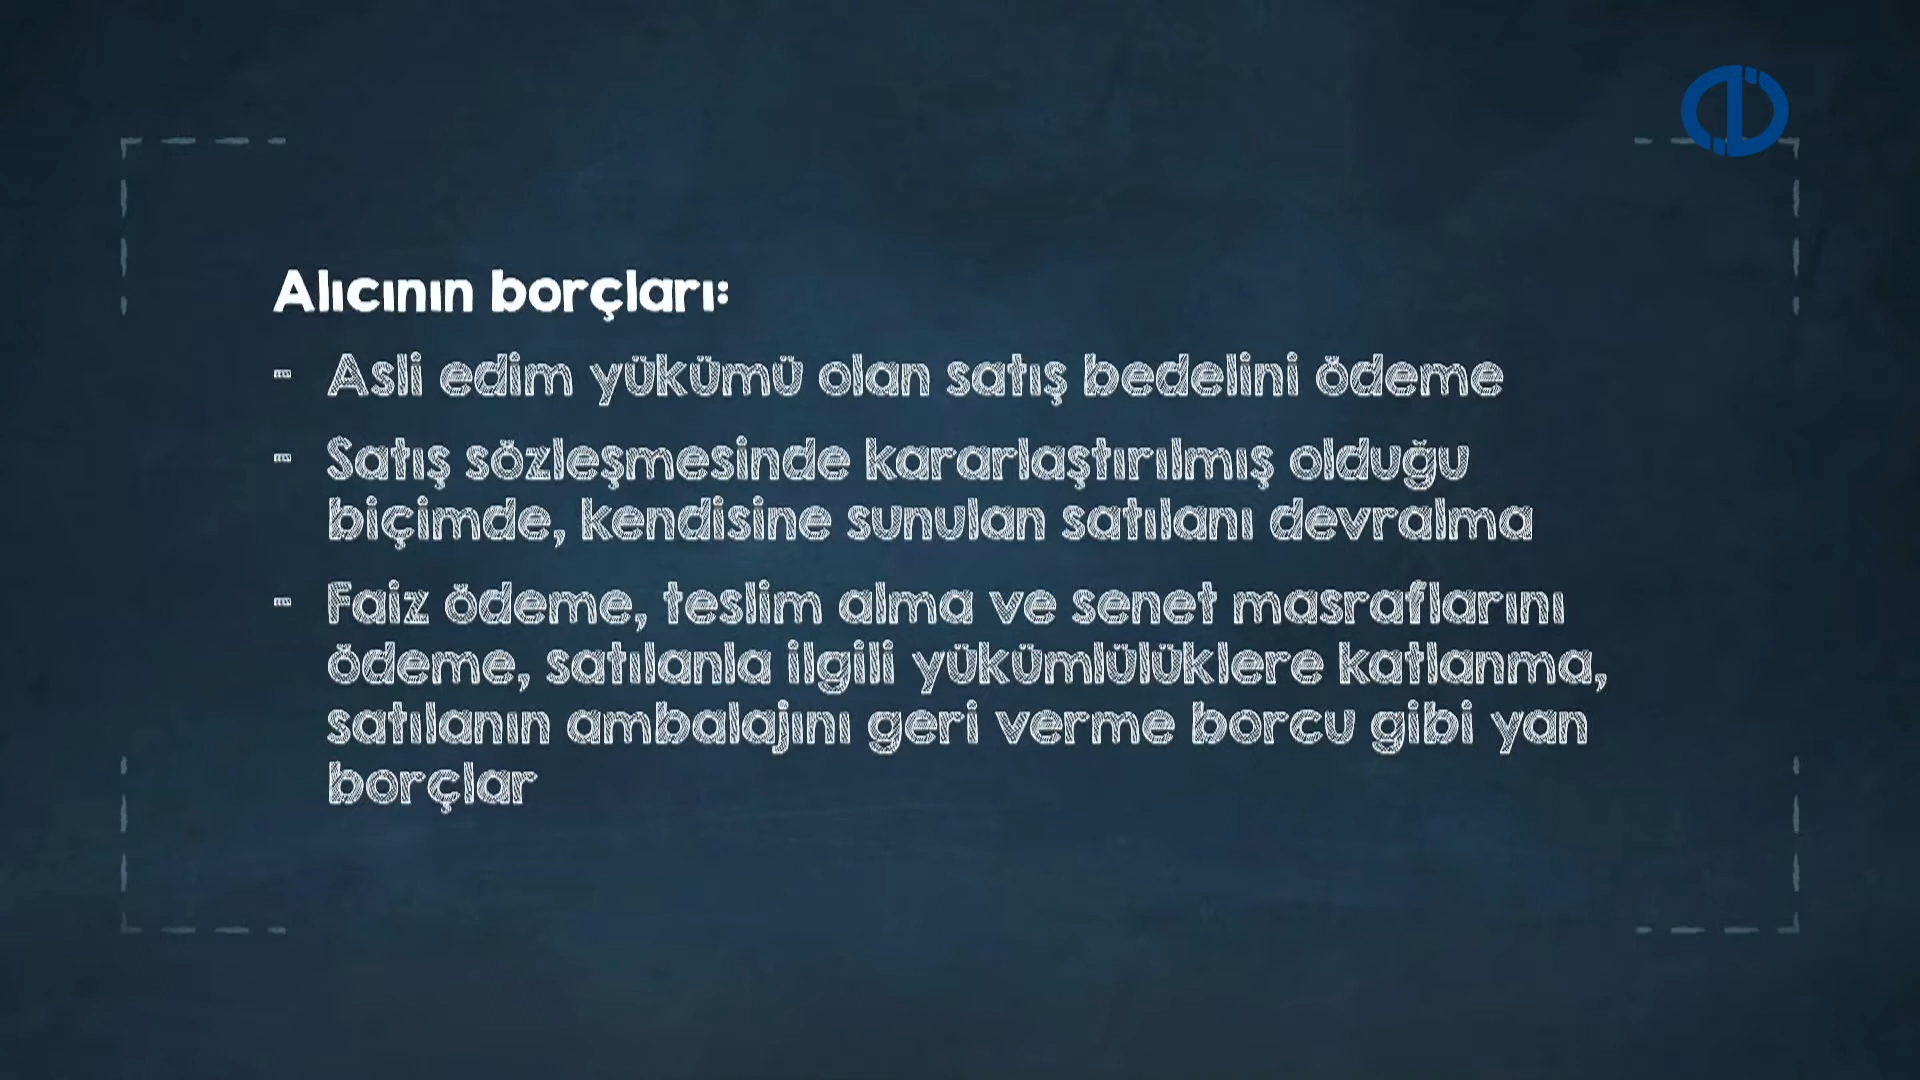 Alıcının borçları:
- Asli edim yükümü olan satış bedelini ödeme
- Satış sözleşmesinde kararlaştırılmış olduğu
biçimde, kendisine sunulan satılanı devralma
- Faiz ödeme, teslim alma ve senet masraflarını
ödeme, satılanla ilgili yükümlülüklere katlanma,
satılanın ambalajını geri verme borcu gibi yan
borçlar